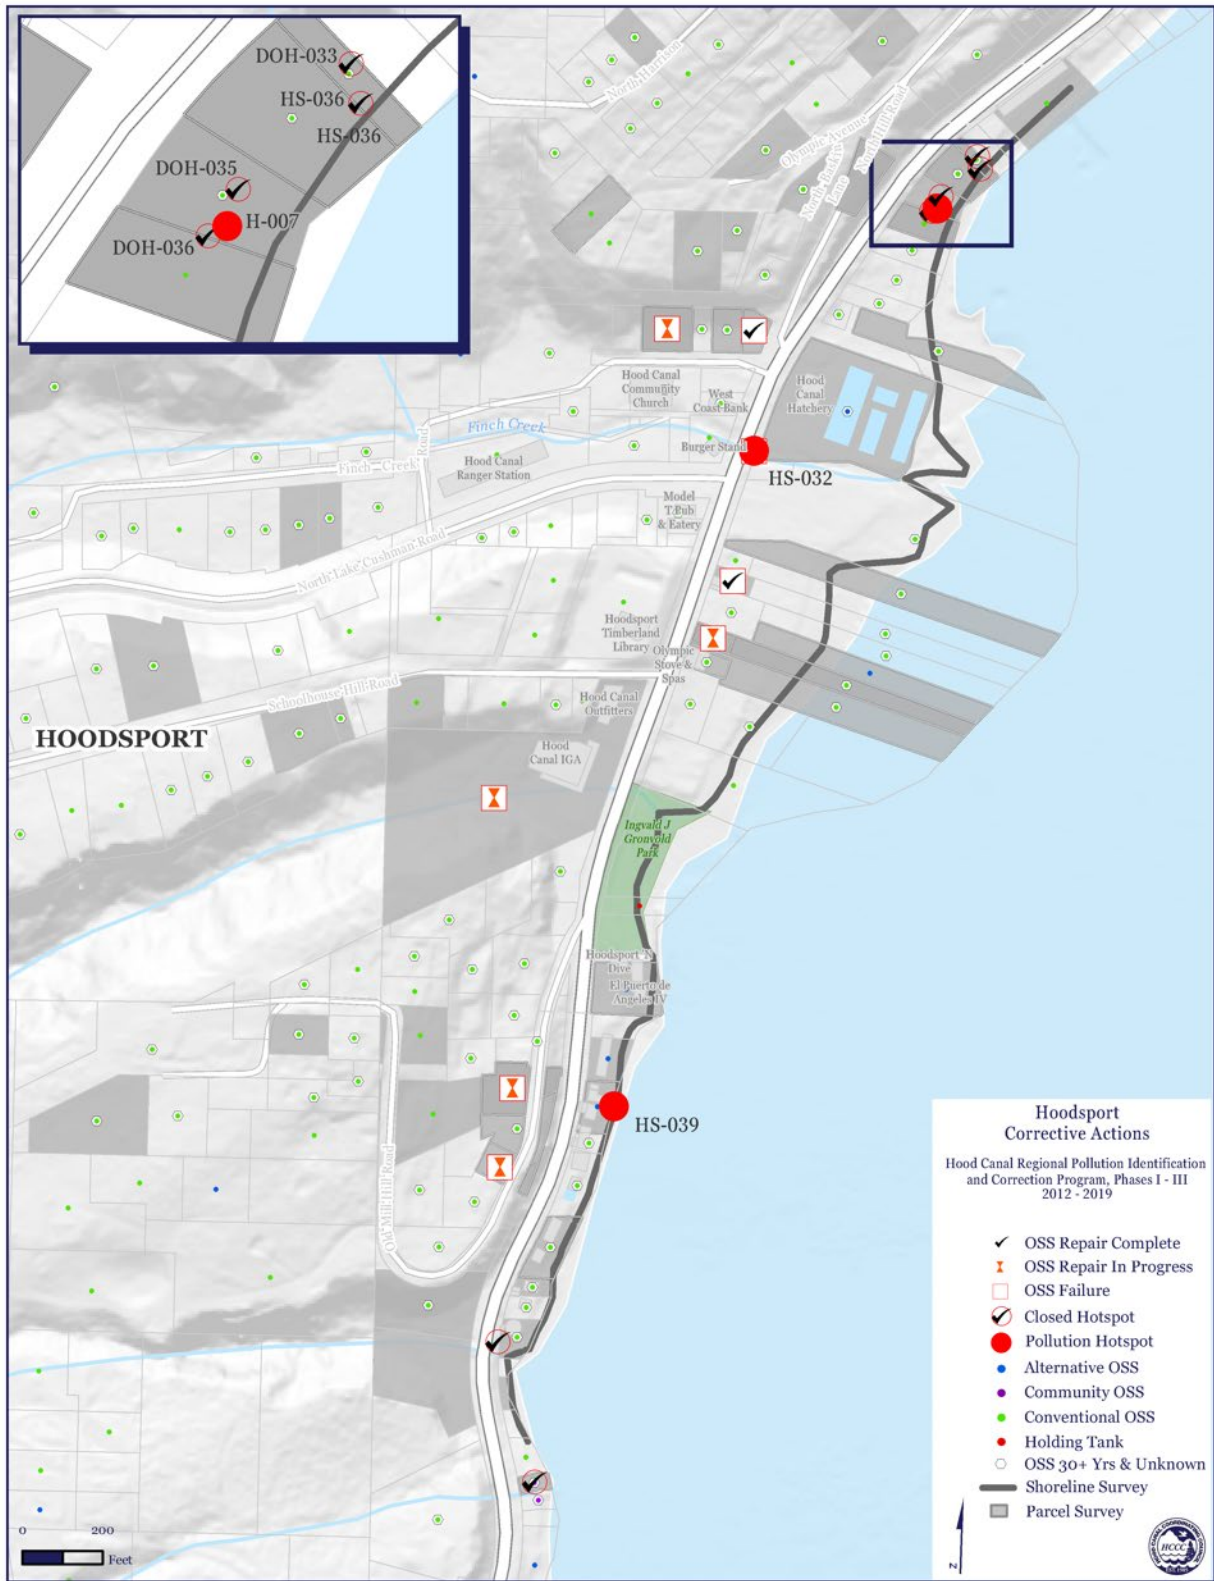 DOH-033
HS-036
HS-036
DOH-035
H-007
DOH-036
North Harrison
Olympic Avenue
North Hill Road
Lane
Hood Canal
Community
Church
West
Coast Bank
Hood
Canal
Hatchery
Finch Creek
Burger Stand
HS-032
Finch Creek Road
Hood Canal
Ranger Station
Model
T Pub
& Eatery
North Lake Cushman Road
Hoodsport
Timberland
Library
Olympic
Stove &
Spas
Schoolhouse Hill Road
Hood Canal
Outfitters
HOODSPORT
Hood
Canal IGA
Ingvald J
Gronvold
Park
Hoodsport 'N
Dive
El Puerto de
Angeles IV
HS-039
Old Mill Hill Road
Hoodsport
Corrective Actions
Hood Canal Regional Pollution Identification
and Correction Program, Phases I - III
2012 - 2019
OSS Repair Complete
OSS Repair In Progress
OSS Failure
Closed Hotspot
Pollution Hotspot
Alternative OSS
Community OSS
Conventional OSS
Holding Tank
OSS 30+ Yrs & Unknown
Shoreline Survey
Parcel Survey
0 200
Feet
N
HCCC